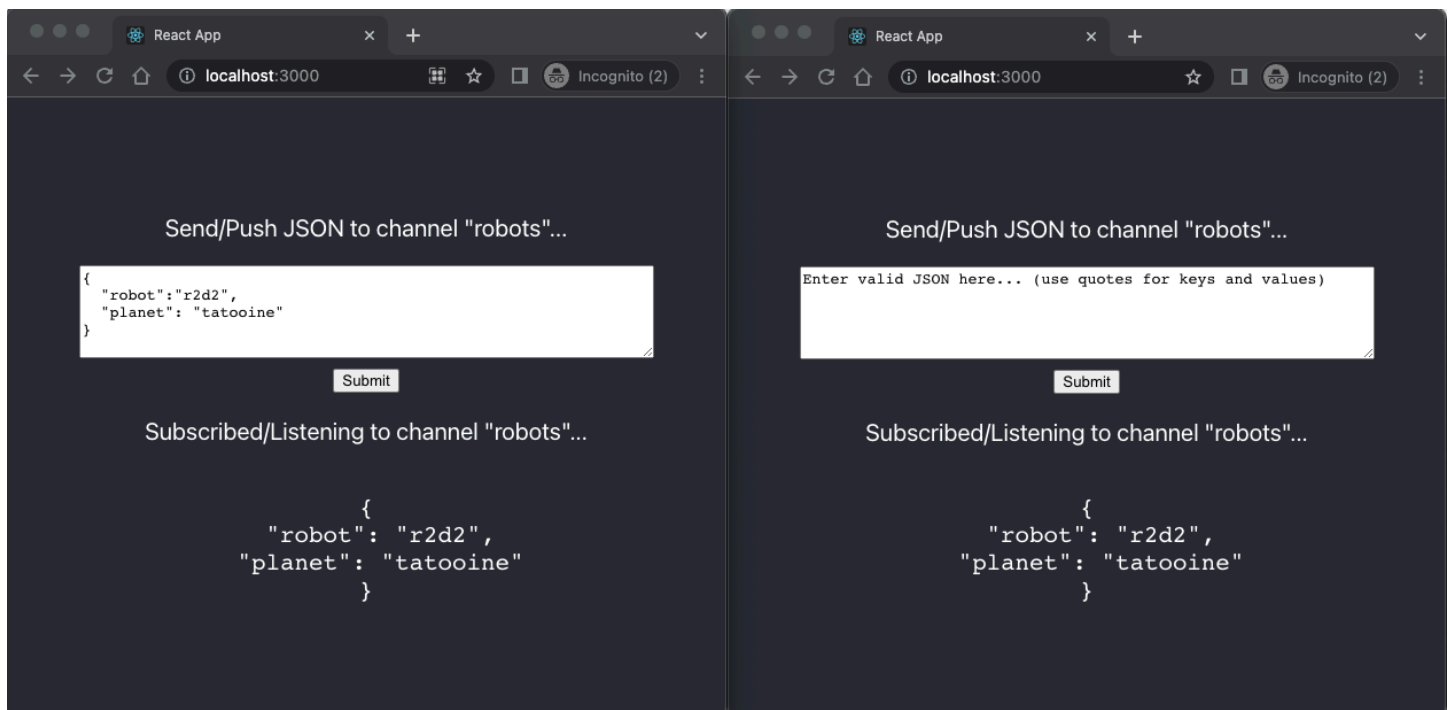 React App
localhost:3000
Incognito (2)
Send/Push JSON to channel "robots"...
{
  "robot":"r2d2",
  "planet": "tatooine"
}
Submit
Subscribed/Listening to channel "robots"...
{
"robot": "r2d2",
"planet": "tatooine"
}
React App
localhost:3000
Incognito (2)
Send/Push JSON to channel "robots"...
Enter valid JSON here... (use quotes for keys and values)
Submit
Subscribed/Listening to channel "robots"...
{
"robot": "r2d2",
"planet": "tatooine"
}